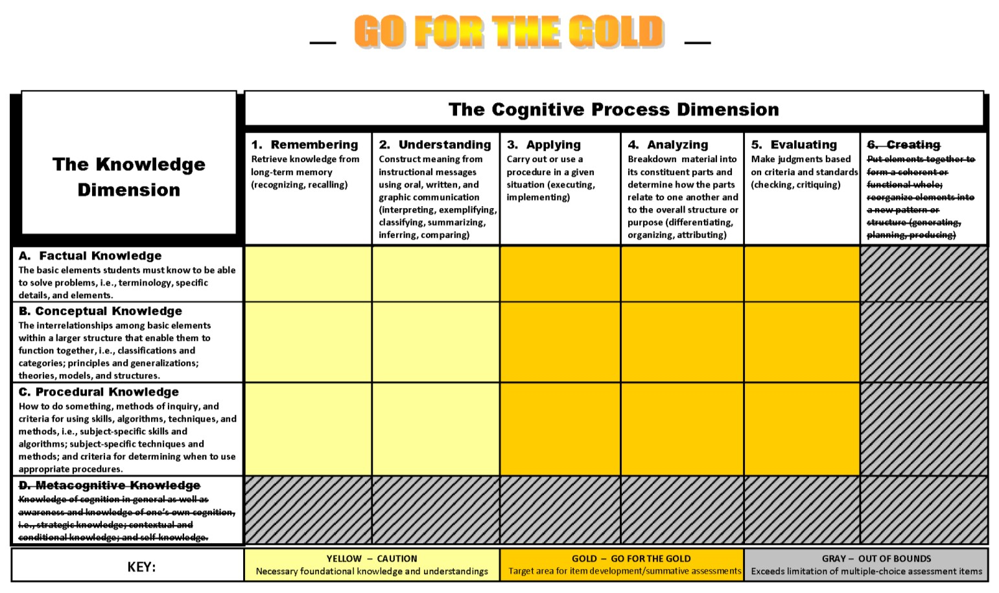 GO FOR THE GOLD
The Knowledge
Dimension
The Cognitive Process Dimension
1. Remembering
Retrieve knowledge from
long-term memory
(recognizing, recalling)
2. Understanding
Construct meaning from
instructional messages
using oral, written, and
graphic communication
(interpreting, exemplifying,
classifying, summarizing,
inferring, comparing)
3. Applying
Carry out or use a
procedure in a given
situation (executing,
implementing)
4. Analyzing
Breakdown material into
its constituent parts and
determine how the parts
relate to one another and
to the overall structure or
purpose (differentiating,
organizing, attributing)
5. Evaluating
Make judgments based
on criteria and standards
(checking, critiquing)
6. Creating
Put elements together to
form a coherent or
functional whole;
reorganize elements into
a new pattern or
structure (generating,
planning, producing)
A. Factual Knowledge
The basic elements students must know to be able
to solve problems, i.e., terminology, specific
details, and elements.
B. Conceptual Knowledge
The interrelationships among basic elements
within a larger structure that enable them to
function together, i.e., classifications and
categories; principles and generalizations;
theories, models, and structures.
C. Procedural Knowledge
How to do something, methods of inquiry, and
criteria for using skills, algorithms, techniques, and
methods, i.e., subject-specific skills and
algorithms; subject-specific techniques and
methods; and criteria for determining when to use
appropriate procedures.
D. Metacognitive Knowledge
Knowledge of cognition in general as well as
awareness and knowledge of one's own cognition,
i.e., strategic knowledge; contextual and
conditional knowledge; and self-knowledge.
KEY:
YELLOW – CAUTION
Necessary foundational knowledge and understandings
GOLD – GO FOR THE GOLD
Target area for item development/summative assessments
GRAY – OUT OF BOUNDS
Exceeds limitation of multiple-choice assessment items